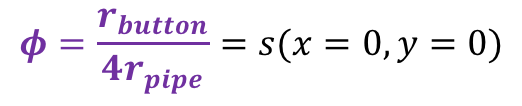 ϕ = r_button / 4r_pipe = s(x = 0, y = 0)